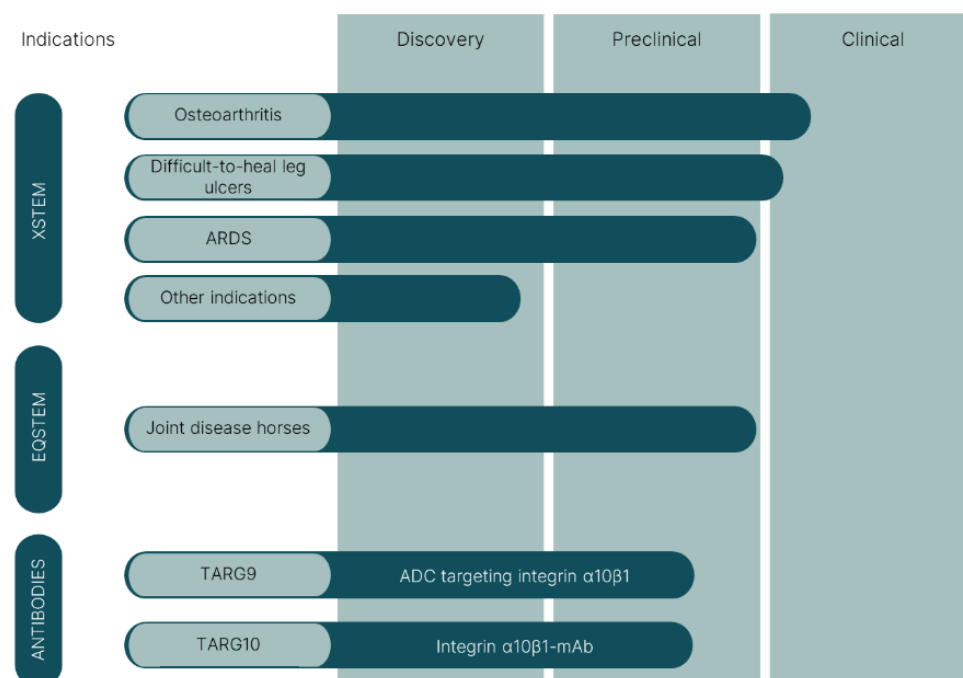 Indications
Discovery
Preclinical
Clinical
XSTEM
Osteoarthritis
Difficult-to-heal leg
ulcers
ARDS
Other indications
EQSTEM
Joint disease horses
ANTIBODIES
TARG9
ADC targeting integrin α10β1
TARG10
Integrin α10β1-mAb